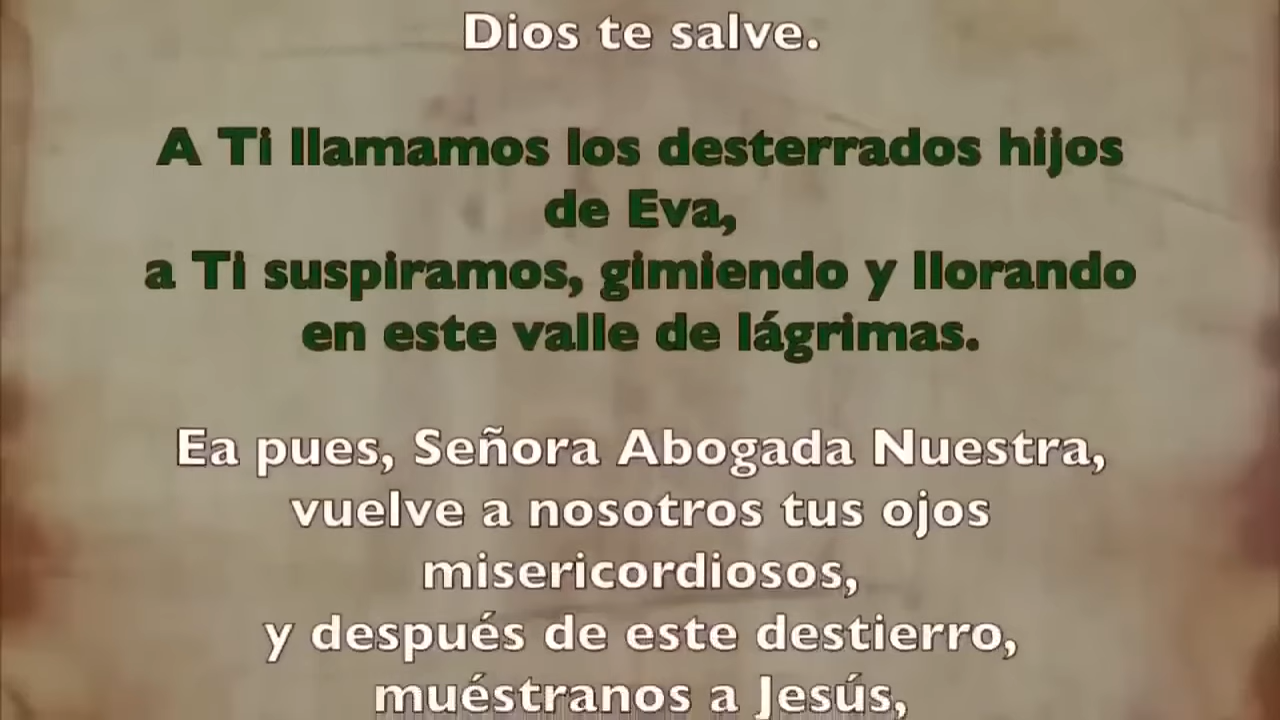 Dios te salve.
A Ti llamamos los desterrados hijos
de Eva,
a Ti suspiramos, gimiendo y llorando
en este valle de lágrimas.
Ea pues, Señora Abogada Nuestra,
vuelve a nosotros tus ojos
misericordiosos,
y después de este destierro,
muéstranos a Jesús,